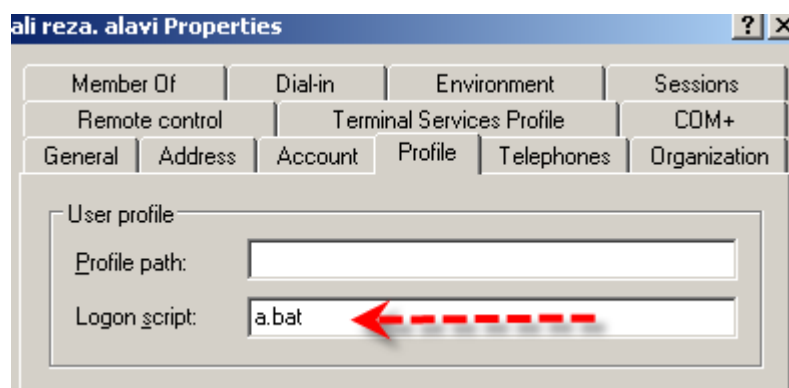 ali reza. alavi Properties
Member Of Dial-in Environment Sessions
Remote control Terminal Services Profile COM+
General Address Account Profile Telephones Organization
User profile
Profile path:
Logon script: a.bat